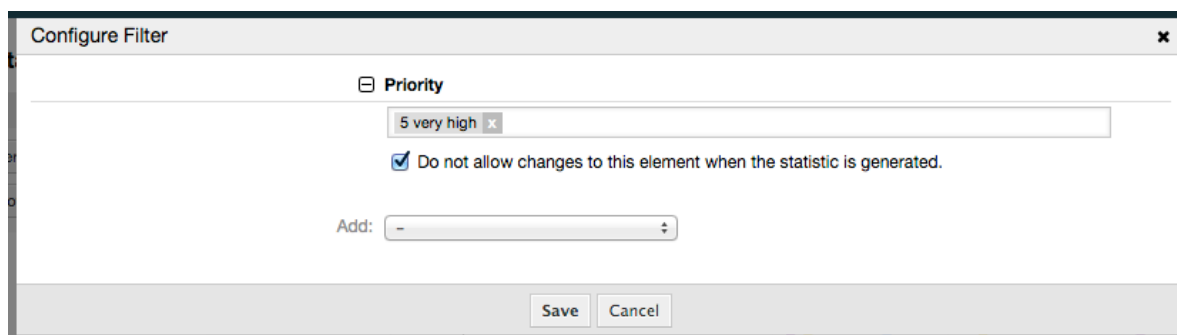 Configure Filter
Priority
5 very high x
Do not allow changes to this element when the statistic is generated.
Add: –
Save Cancel